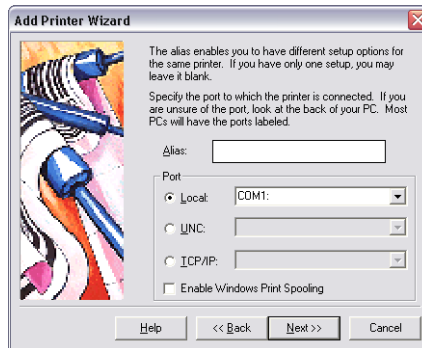 Add Printer Wizard
The alias enables you to have different setup options for
the same printer. If you have only one setup, you may
leave it blank.
Specify the port to which the printer is connected. If you
are unsure of the port, look at the back of your PC. Most
PCs will have the ports labeled.
Alias:
Port
Local: COM1:
UNC:
TCP/IP:
Enable Windows Print Spooling
Help << Back Next >> Cancel